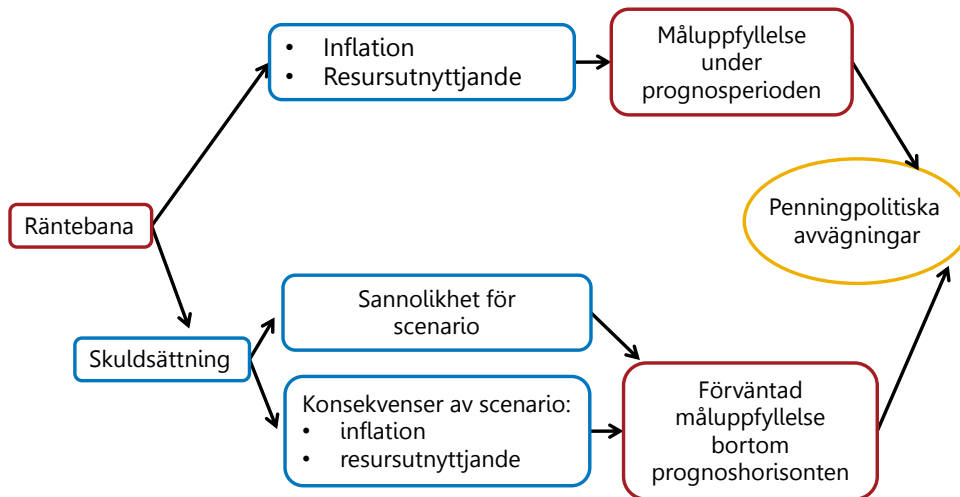 • Inflation
• Resursutnyttjande
Måluppfyllelse
under
prognosperioden
Räntebana
Penningpolitiska
avvägningar
Sannolikhet för
scenario
Skuldsättning
Konsekvenser av scenario:
• inflation
• resursutnyttjande
Förväntad
måluppfyllelse
bortom
prognoshorisonten